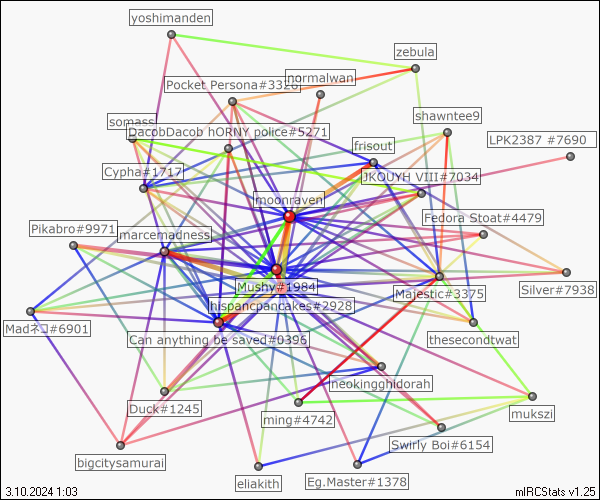 yoshimanden
zebula
normalwan
Pocket Persona#3320
shawntee9
somass
DacobDacob hORNY police#5271
LPK2387 #7690
frisout
Cypha#1717
JKOUYH VIII#7034
moonraven
Fedora Stoat#4479
Pikabro#9971
marcemadness
Mushy#1984
Majestic#3375
Silver#7938
hispancpancakes#2928
Madネコ#6901
Can anything be saved#0396
thesecondtwat
neokingghidorah
Duck#1245
ming#4742
mukszi
Swirly Boi#6154
bigcitysamurai
eliakith
Eg.Master#1378
3.10.2024 1:03
mIRCStats v1.25